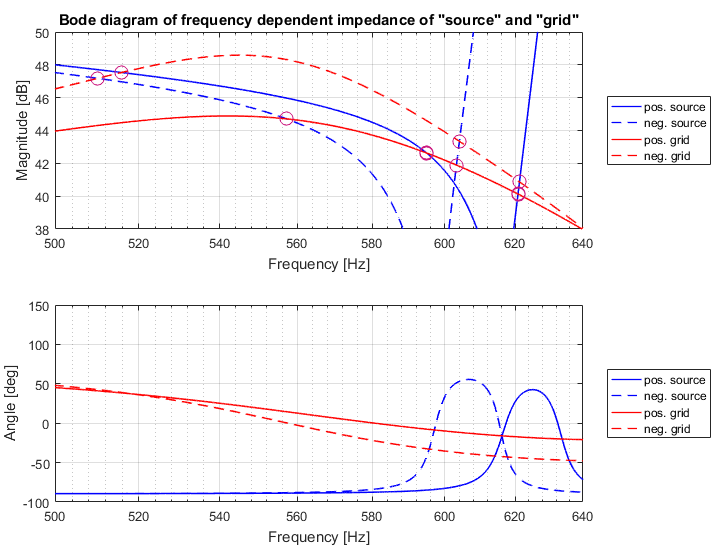 Bode diagram of frequency dependent impedance of "source" and "grid"
Magnitude [dB]
50
48
46
44
42
40
38
500 520 540 560 580 600 620 640
Frequency [Hz]
pos. source
neg. source
pos. grid
neg. grid
Angle [deg]
150
100
50
0
-50
-100
500 520 540 560 580 600 620 640
Frequency [Hz]
pos. source
neg. source
pos. grid
neg. grid